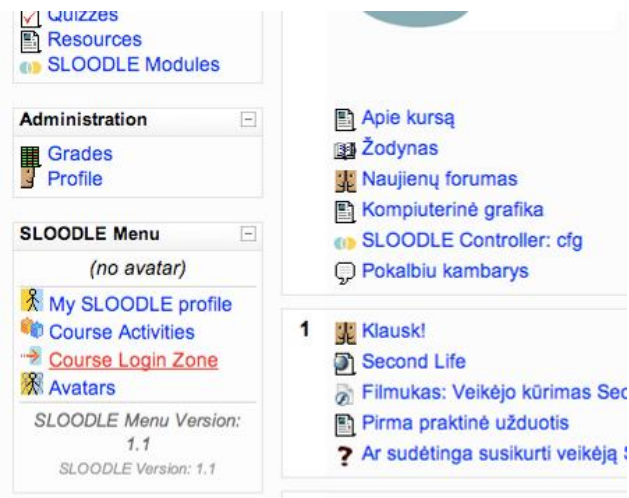 Quizzes
Resources
SLOODLE Modules
Administration
Grades
Profile
SLOODLE Menu
(no avatar)
My SLOODLE profile
Course Activities
Course Login Zone
Avatars
SLOODLE Menu Version:
1.1
SLOODLE Version: 1.1
Apie kursą
Žodynas
Naujienų forumas
Kompiuterinė grafika
SLOODLE Controller: cfg
Pokalbiu kambarys
1 Klausk!
Second Life
Filmukas: Veikėjo kūrimas Sec
Pirma praktinė užduotis
Ar sudėtinga susikurti veikėją